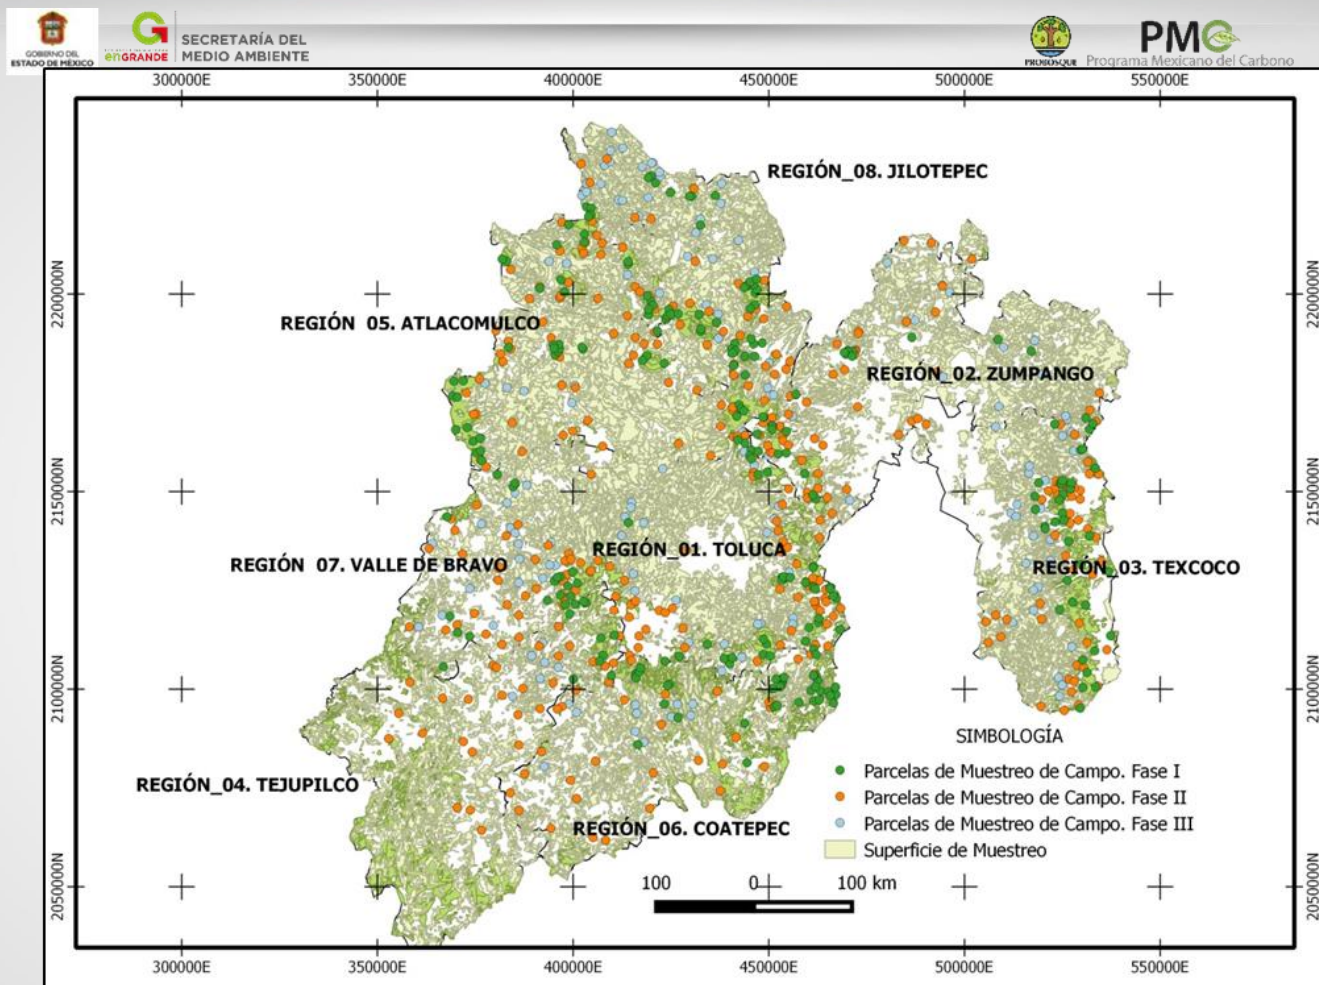 GOBIERNO DEL
ESTADO DE MÉXICO
enGRANDE
SECRETARÍA DEL
MEDIO AMBIENTE
PROBOSQUE
PMC
Programa Mexicano del Carbono
300000E 350000E 400000E 450000E 500000E 550000E
REGIÓN_08. JILOTEPEC
2200000N 2200000N
REGIÓN 05. ATLACOMULCO
REGIÓN_02. ZUMPANGO
2150000N 2150000N
REGIÓN_01. TOLUCA
REGIÓN 07. VALLE DE BRAVO
REGIÓN_03. TEXCOCO
2100000N 2100000N
SIMBOLOGÍA
Parcelas de Muestreo de Campo. Fase I
REGIÓN_04. TEJUPILCO
Parcelas de Muestreo de Campo. Fase II
REGIÓN_06. COATEPEC
Parcelas de Muestreo de Campo. Fase III
Superficie de Muestreo
2050000N 2050000N
100 0 100 km
300000E 350000E 400000E 450000E 500000E 550000E